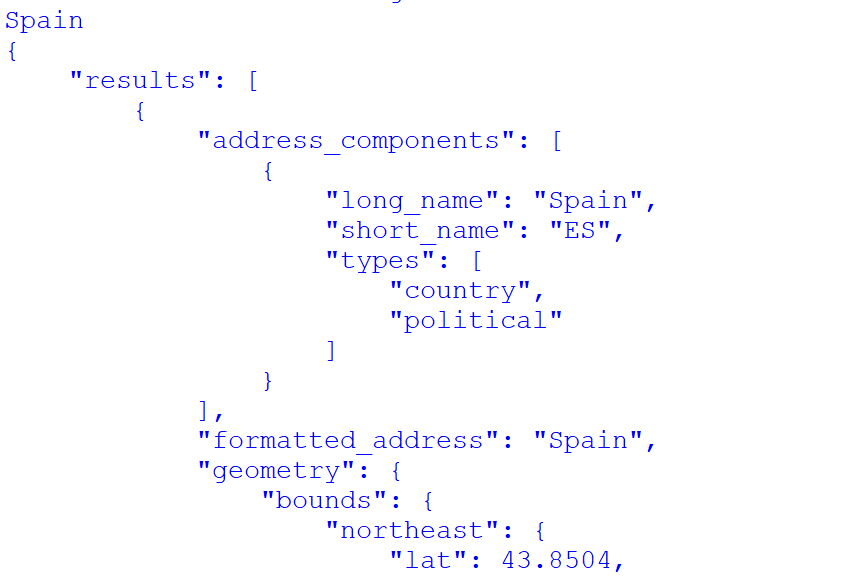 Spain
{
    "results": [
        {
            "address_components": [
                {
                    "long_name": "Spain",
                    "short_name": "ES",
                    "types": [
                        "country",
                        "political"
                    ]
                }
            ],
            "formatted_address": "Spain",
            "geometry": {
                "bounds": {
                    "northeast": {
                        "lat": 43.8504,